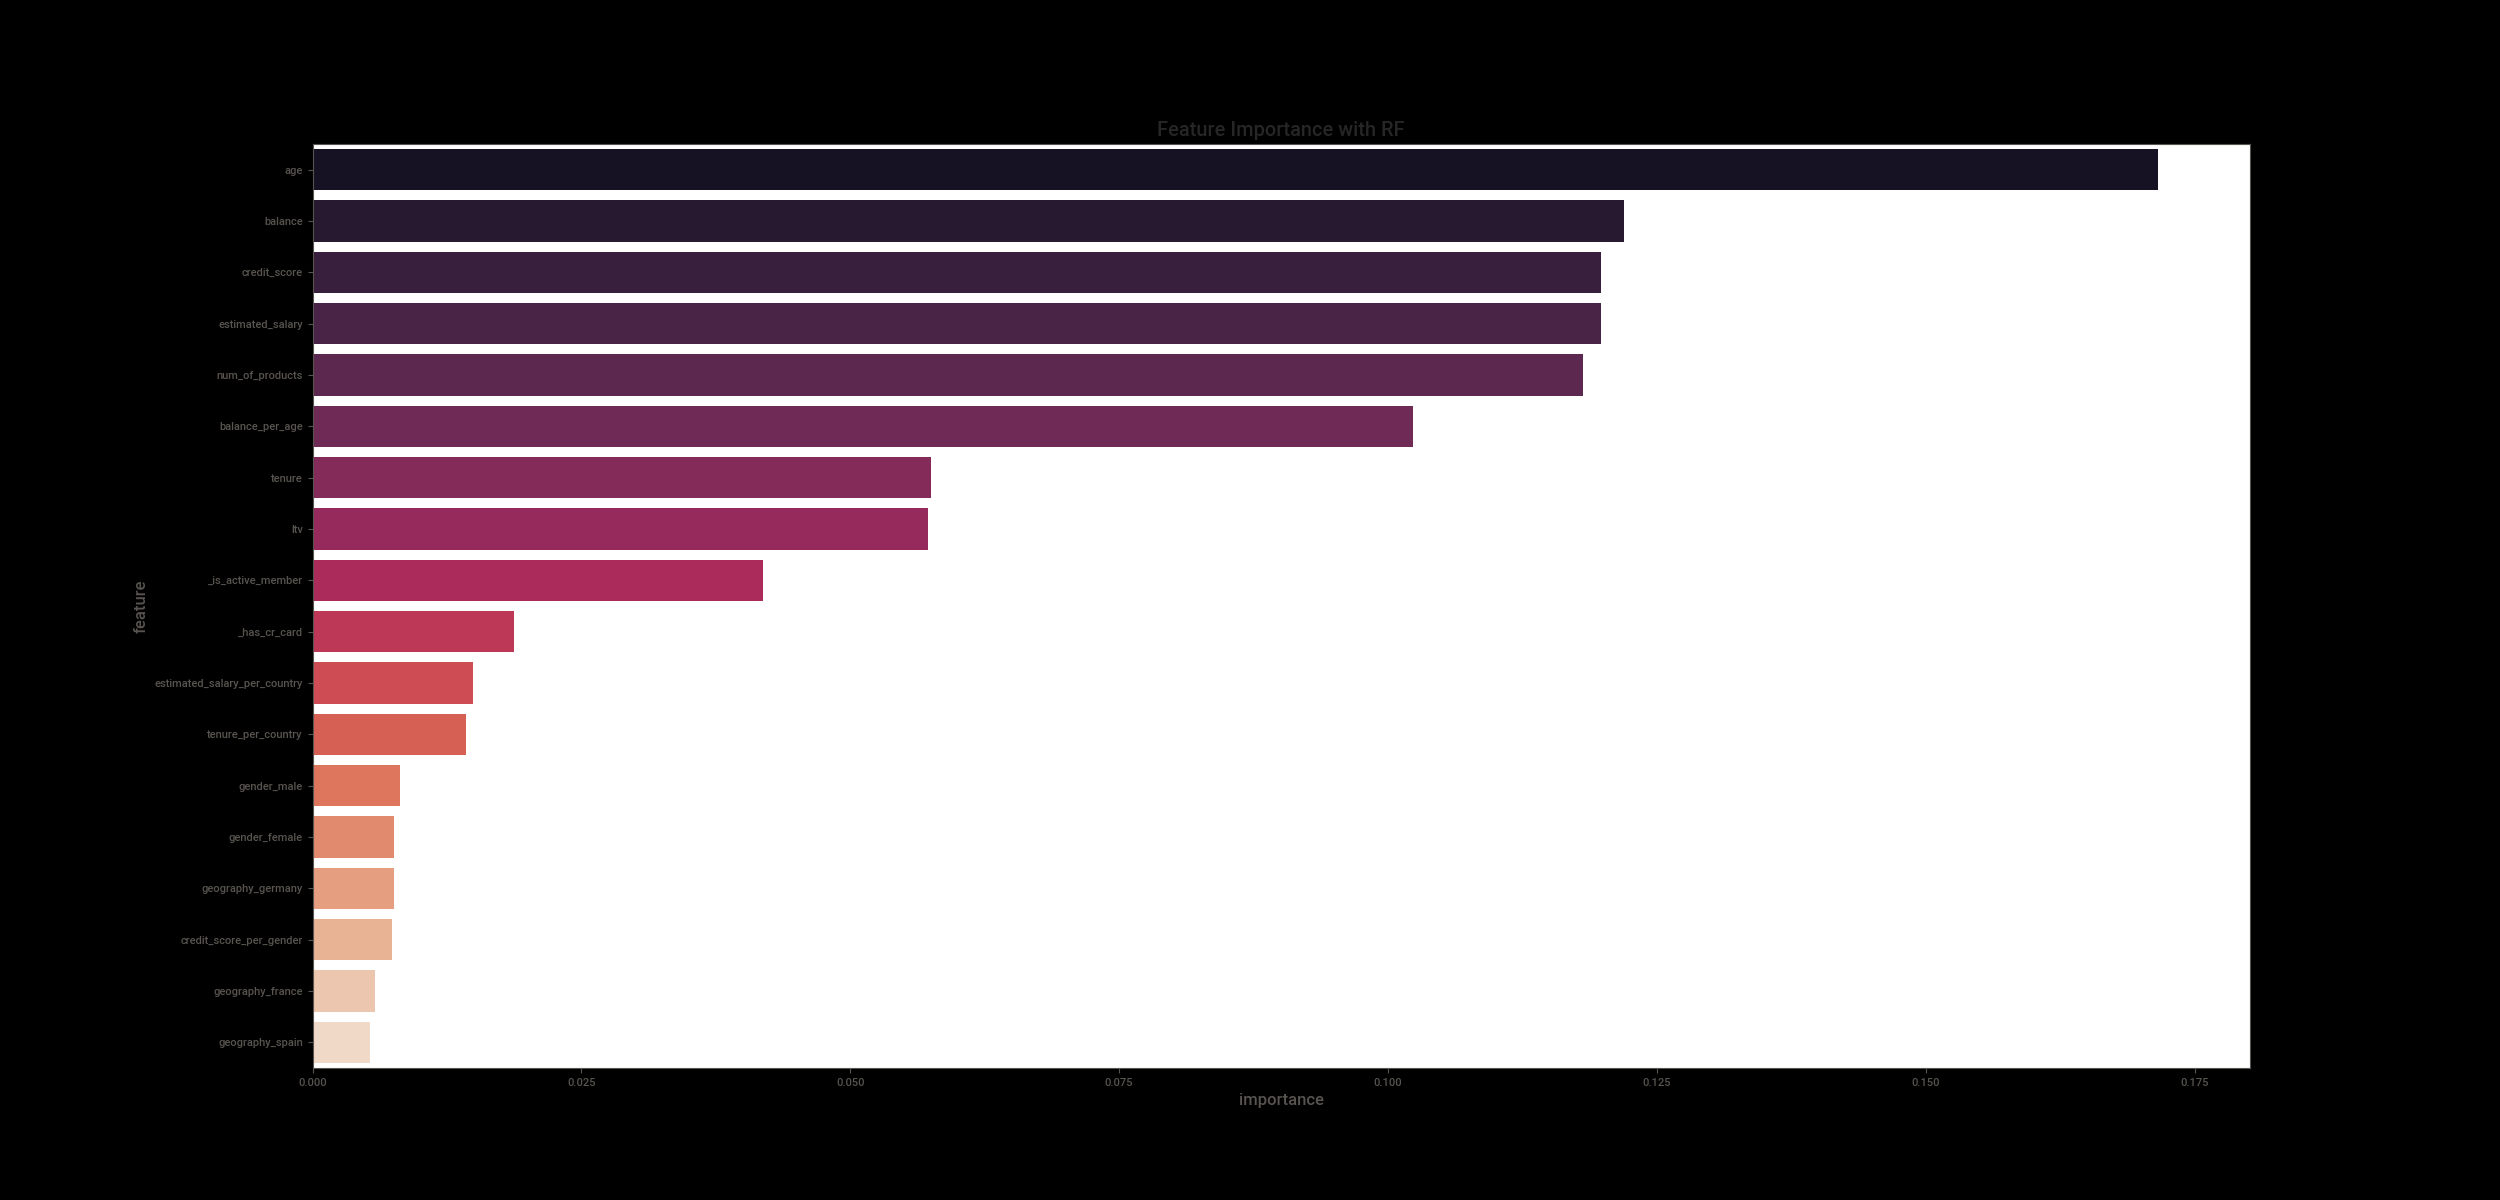 Feature Importance with RF
age
balance
credit_score
estimated_salary
num_of_products
balance_per_age
tenure
ltv
_is_active_member
_has_cr_card
estimated_salary_per_country
tenure_per_country
gender_male
gender_female
geography_germany
credit_score_per_gender
geography_france
geography_spain
feature
0.000 0.025 0.050 0.075 0.100 0.125 0.150 0.175
importance